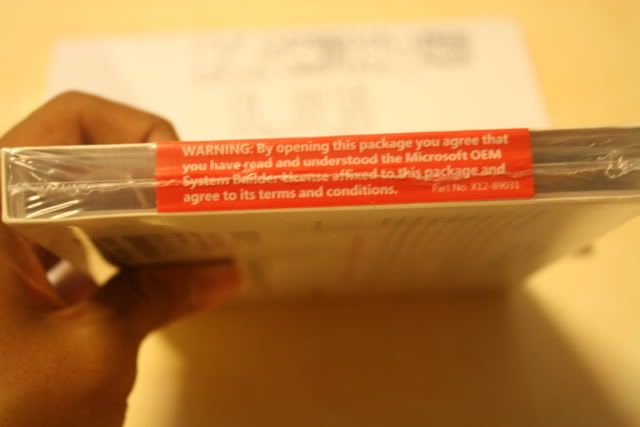 WARNING: By opening this package you agree that
you have read and understood the Microsoft OEM
System Builder License affixed to this package and
agree to its terms and conditions.
Part No. X12-89031